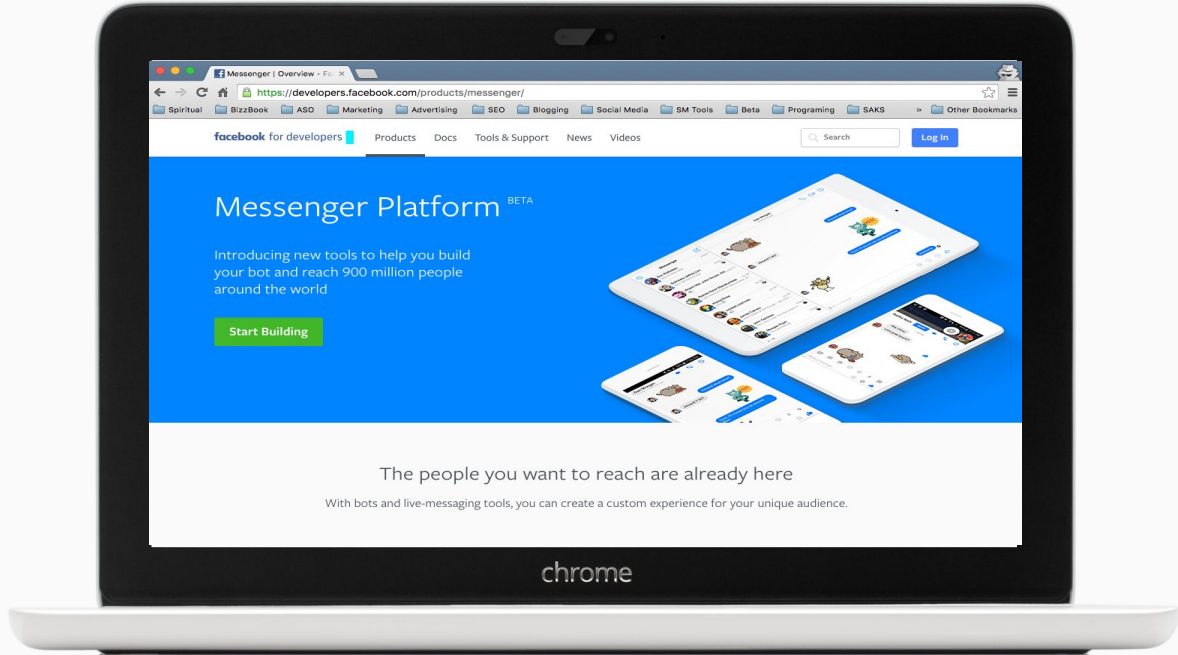 Messenger | Overview - Fa
https://developers.facebook.com/products/messenger/
Spiritual BizzBook ASO Marketing Advertising SEO Blogging Social Media SM Tools Beta Programing SAKS » Other Bookmarks
facebook for developers Products Docs Tools & Support News Videos Search Log In
Messenger Platform BETA
Introducing new tools to help you build
your bot and reach 900 million people
around the world
Start Building
The people you want to reach are already here
With bots and live-messaging tools, you can create a custom experience for your unique audience.
chrome